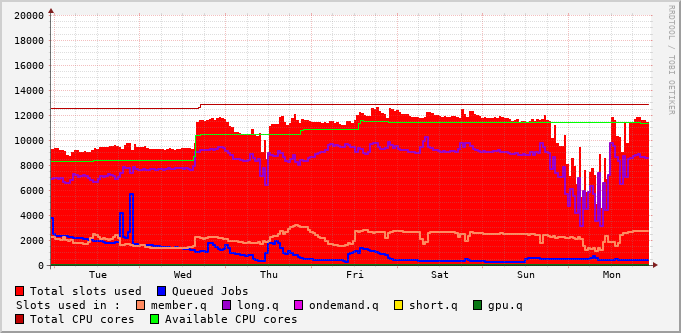 20000
18000
16000
14000
12000
10000
8000
6000
4000
2000
0
Tue Wed Thu Fri Sat Sun Mon
Total slots used Queued Jobs
Slots used in : member.q long.q ondemand.q short.q gpu.q
Total CPU cores Available CPU cores
RRDTOOL / TOBI OETIKER